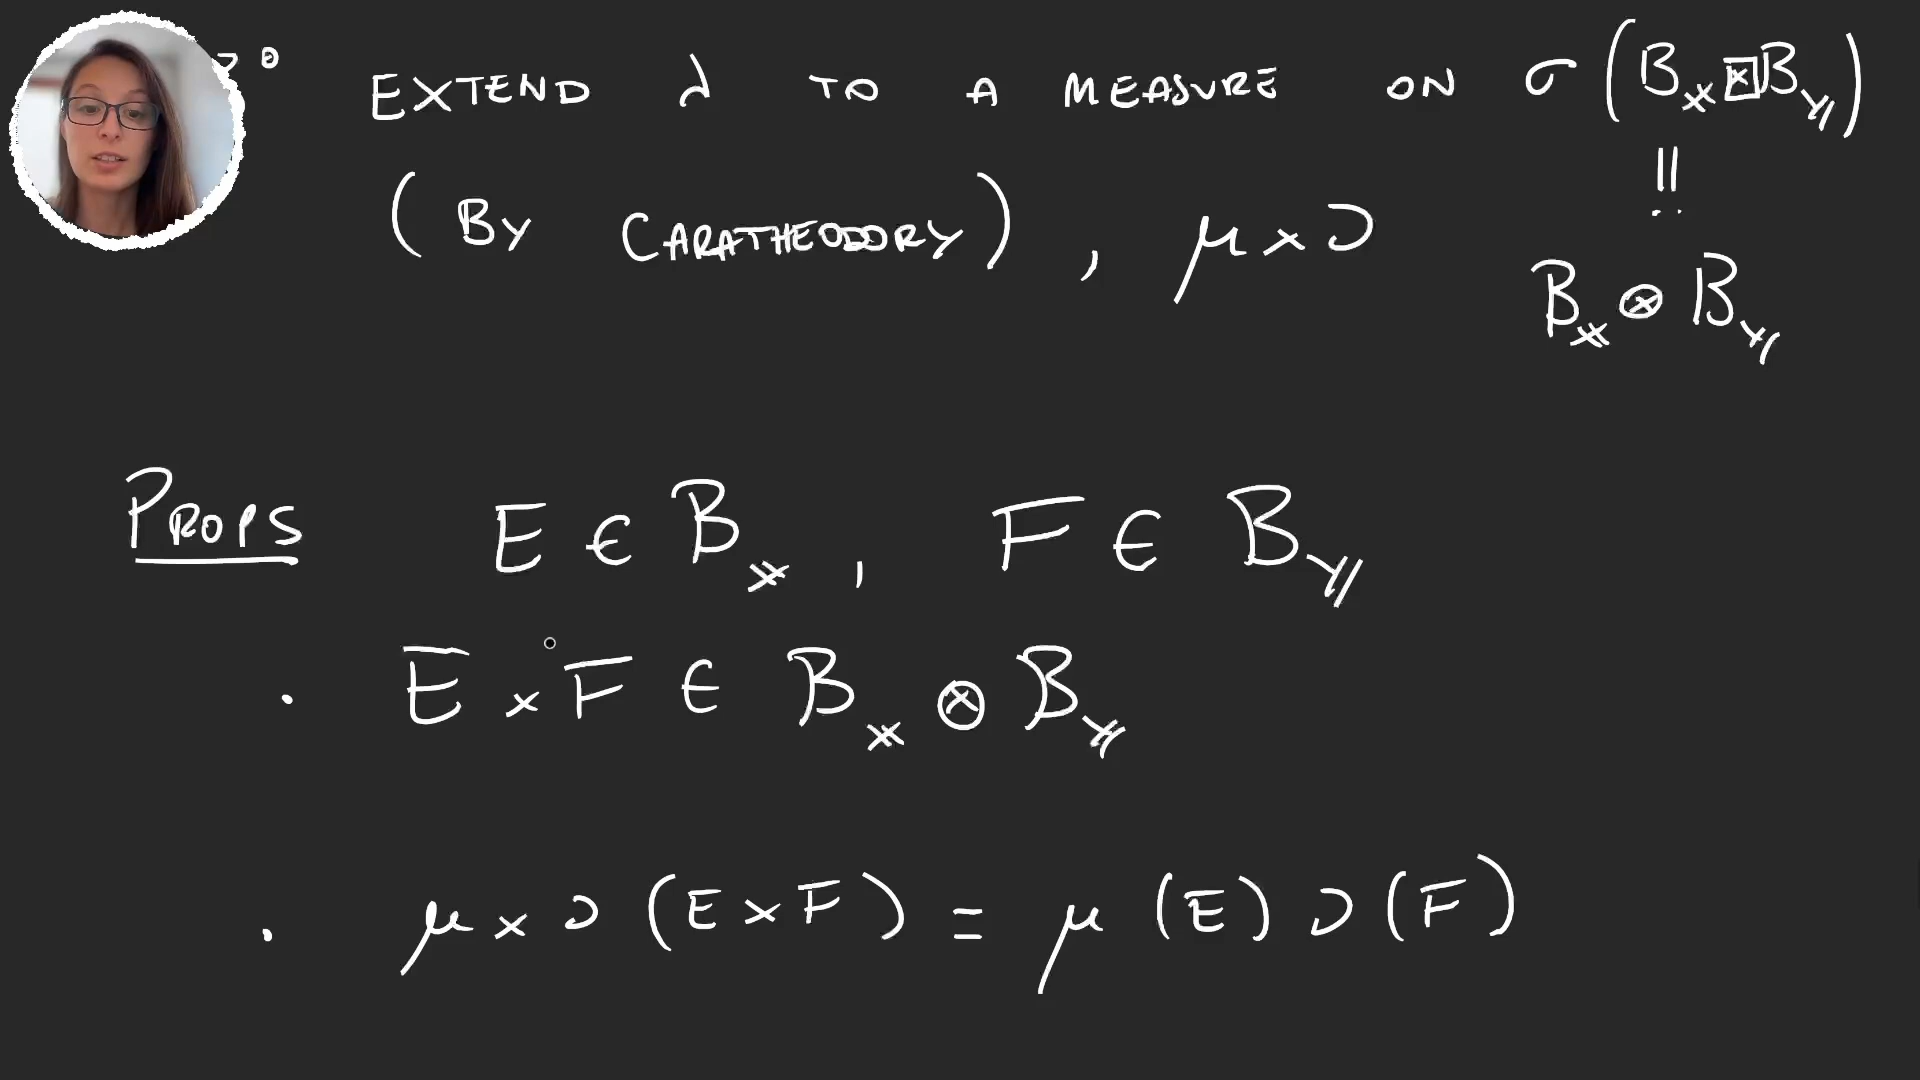 EXTEND λ TO A MEASURE ON σ(B_𝕏 ⊠ B_𝕐)
(BY CARATHEODORY), μ×ν
||
..
B_𝕏 ⊗ B_𝕐
PROPS E ∈ B_𝕏, F ∈ B_𝕐
· E×F ∈ B_𝕏 ⊗ B_𝕐
· μ×ν(E×F) = μ(E)ν(F)